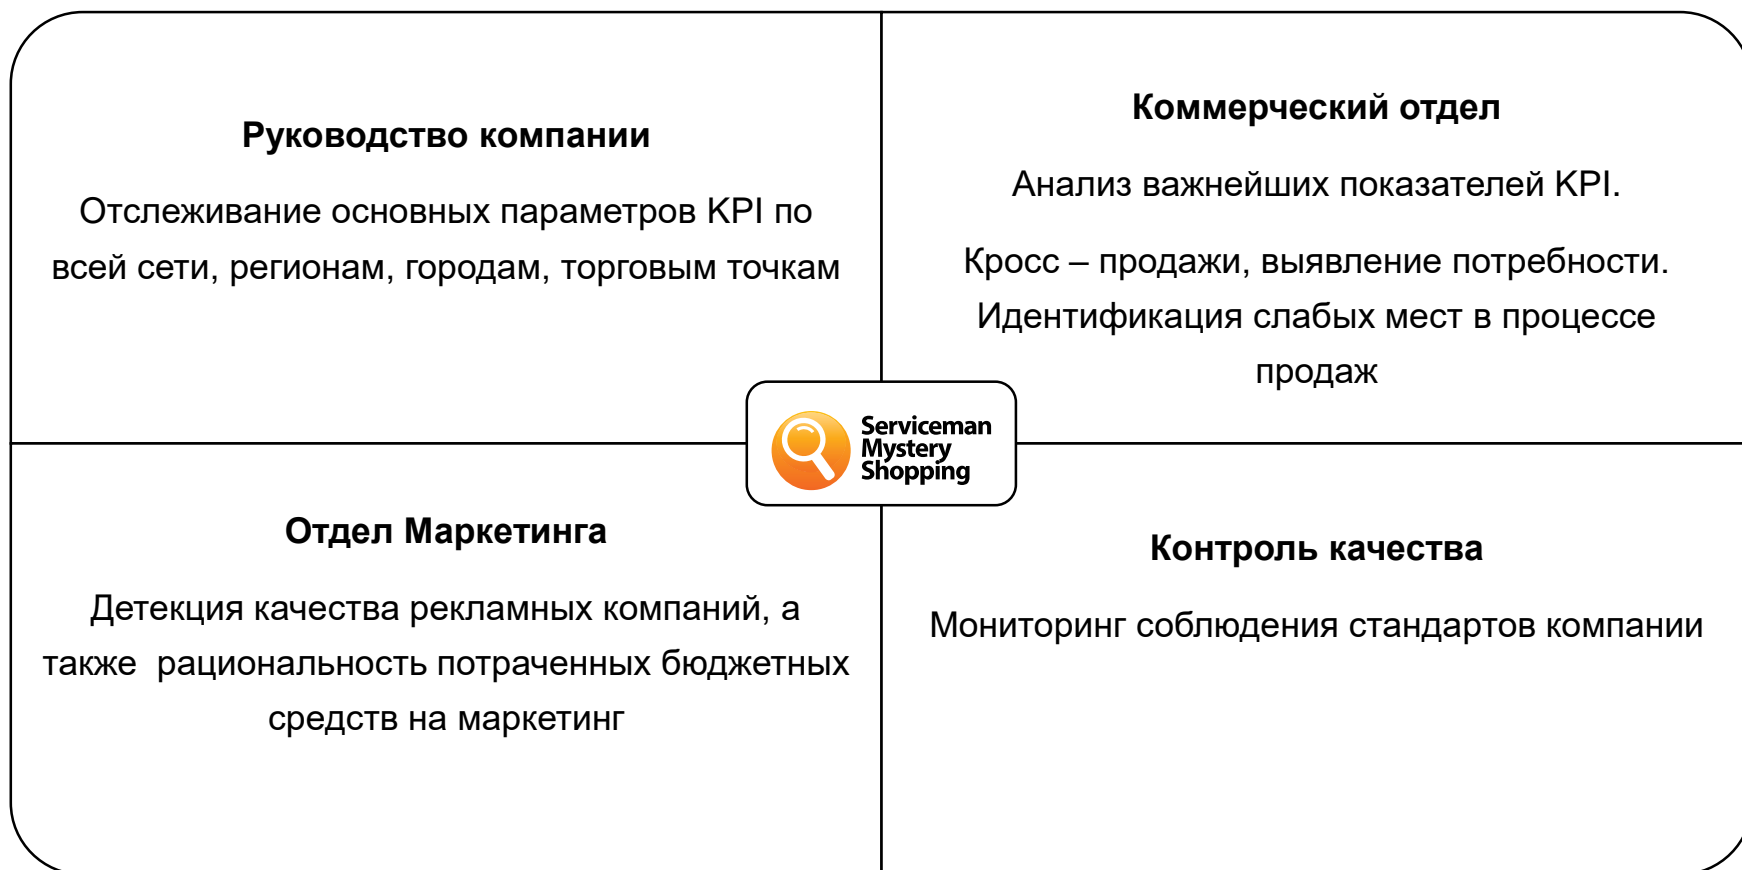 Руководство компании
Отслеживание основных параметров KPI по
всей сети, регионам, городам, торговым точкам
Коммерческий отдел
Анализ важнейших показателей KPI.
Кросс – продажи, выявление потребности.
Идентификация слабых мест в процессе
продаж
Serviceman
Mystery
Shopping
Отдел Маркетинга
Детекция качества рекламных компаний, а
также  рациональность потраченных бюджетных
средств на маркетинг
Контроль качества
Мониторинг соблюдения стандартов компании